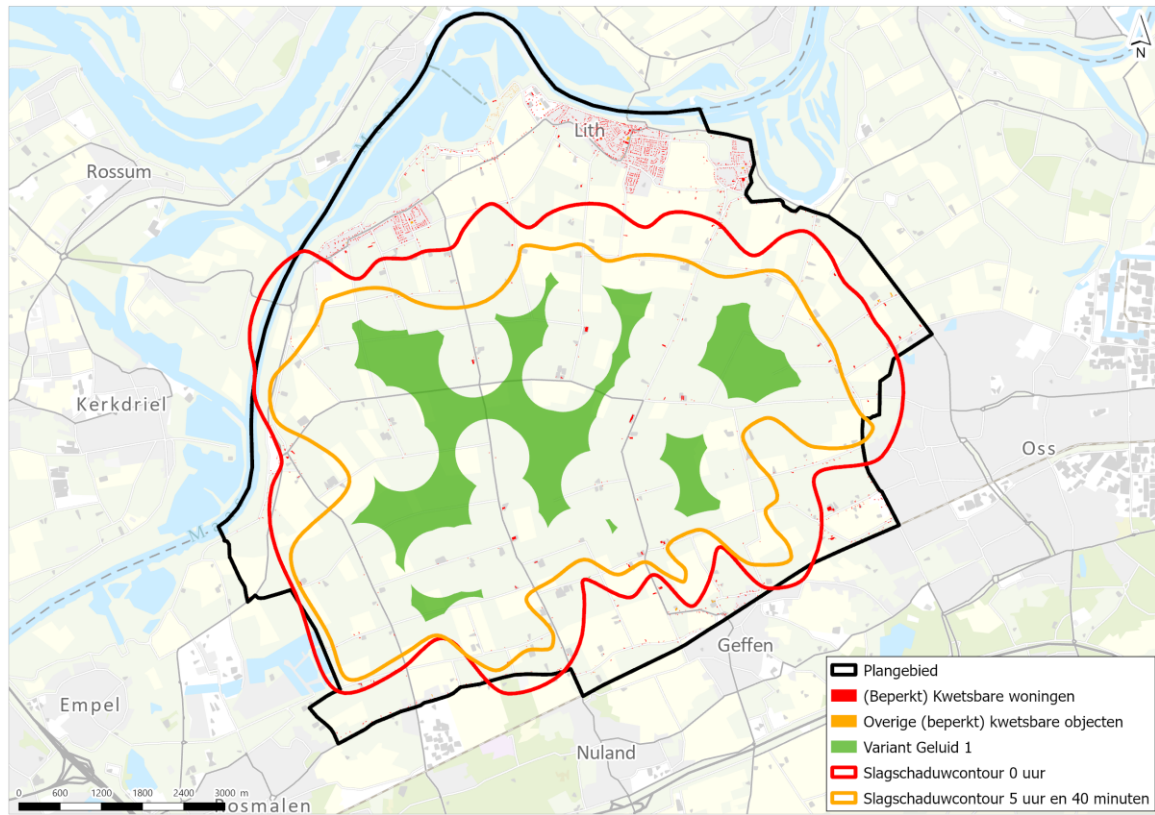 N
Lith
Rossum
Kerkdriel
Oss
M
Geffen
Empel
Nuland
Rosmalen
Plangebied
(Beperkt) Kwetsbare woningen
Overige (beperkt) kwetsbare objecten
Variant Geluid 1
Slagschaduwcontour 0 uur
Slagschaduwcontour 5 uur en 40 minuten
0 600 1200 1800 2400 3000 m